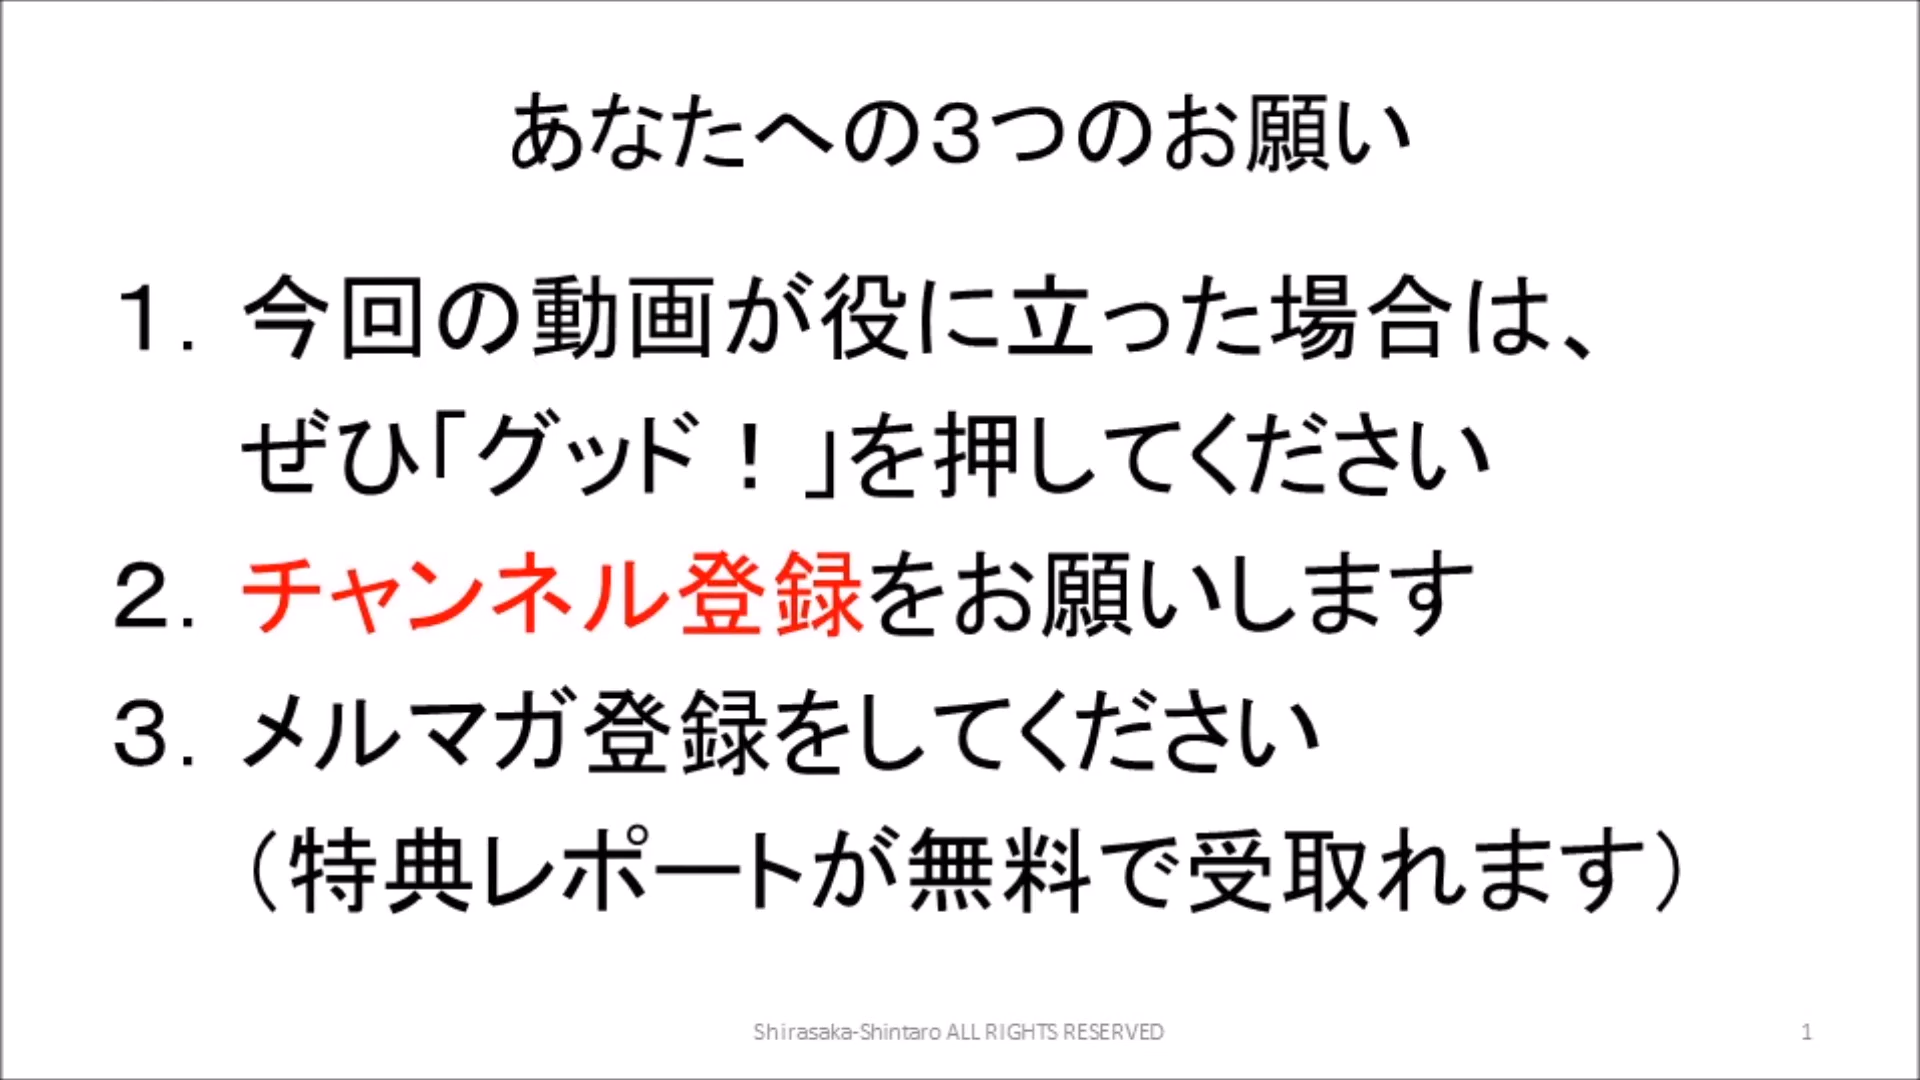 あなたへの３つのお願い
１. 今回の動画が役に立った場合は、
ぜひ「グッド！」を押してください
２. チャンネル登録をお願いします
３. メルマガ登録をしてください
（特典レポートが無料で受取れます）
Shirasaka-Shintaro ALL RIGHTS RESERVED
1